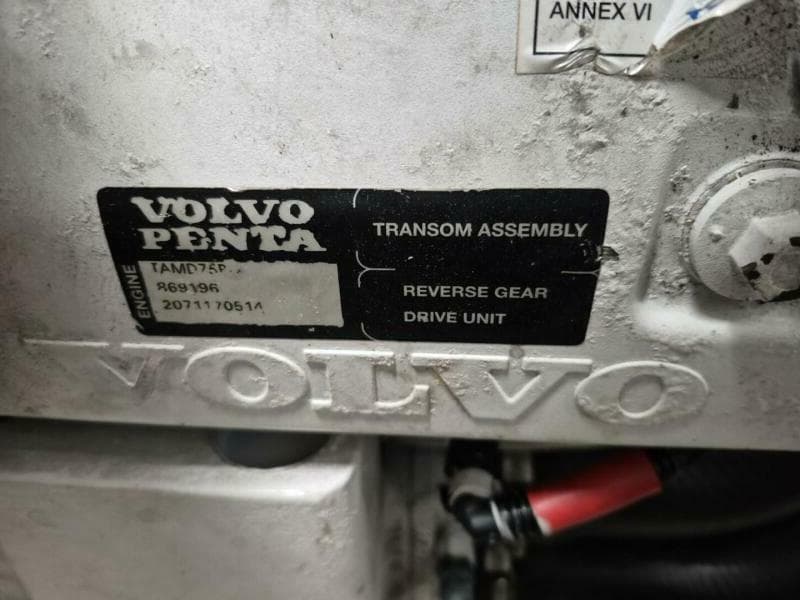 ANNEX VI
VOLVO
PENTA
TRANSOM ASSEMBLY
ENGINE
869196
2071170514
REVERSE GEAR
DRIVE UNIT
VOLVO